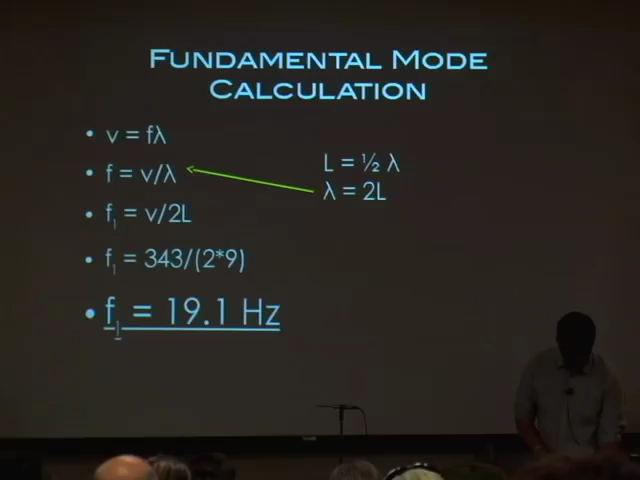 FUNDAMENTAL MODE
CALCULATION
• v = fλ
• f = v/λ
L = ½ λ
λ = 2L
• f₁ = v/2L
• f₁ = 343/(2*9)
• f₁ = 19.1 Hz